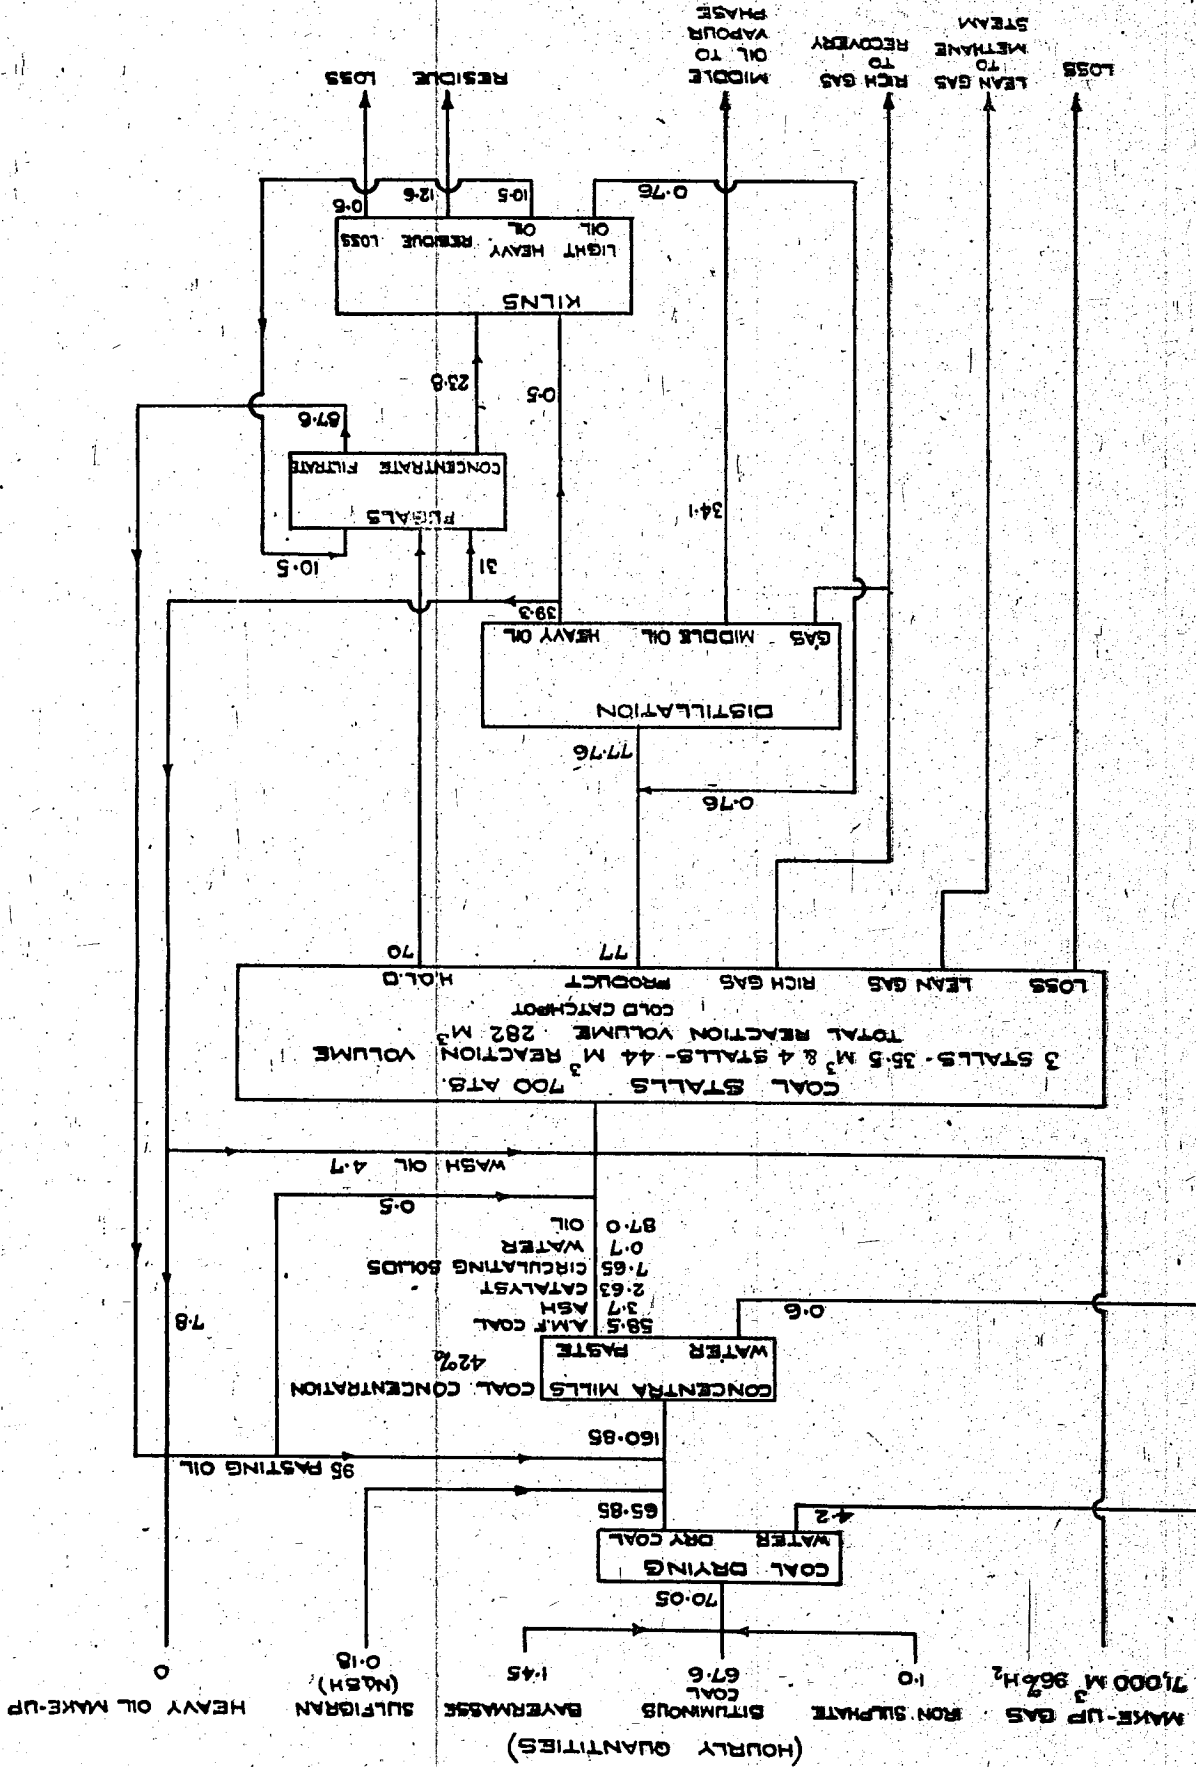 (HOURLY QUANTITIES)
MAKE-UP GAS
71,000 M³ 96% H₂
IRON SULPHATE
1.0
BITUMINOUS
COAL
67.6
BAYERMASSE
1.45
SULFIGRAN
(NaSH)
0.18
HEAVY OIL MAKE-UP
0
70.05
COAL DRYING
WATER DRY COAL
4.2
65.85
95 PASTING OIL
160.85
CONCENTRA MILLS
WATER PASTE
COAL CONCENTRATION
42%
0.6
58.5 A.M.F. COAL
3.7 ASH
2.63 CATALYST
7.65 CIRCULATING SOLIDS
0.7 WATER
87.0 OIL
7.8
0.5
WASH OIL 4.7
COAL STALLS 700 ATS.
3 STALLS - 35.5 M³ & 4 STALLS - 44 M³ REACTION VOLUME
TOTAL REACTION VOLUME 282 M³
COLD CATCHPOT
LOSS LEAN GAS RICH GAS PRODUCT H.O.L.D
77
70
0.76
77.76
DISTILLATION
GAS MIDDLE OIL HEAVY OIL
39.3
31
10.5
34.1
FUGALS
CONCENTRATE FILTRATE
87.6
0.5
23.8
KILNS
LIGHT OIL
HEAVY OIL
RESIDUE
LOSS
0.76
10.5
12.6
0.6
LOSS
LEAN GAS
TO
METHANE
STEAM
RICH GAS
TO
RECOVERY
MIDDLE
OIL TO
VAPOUR
PHASE
RESIDUE
LOSS